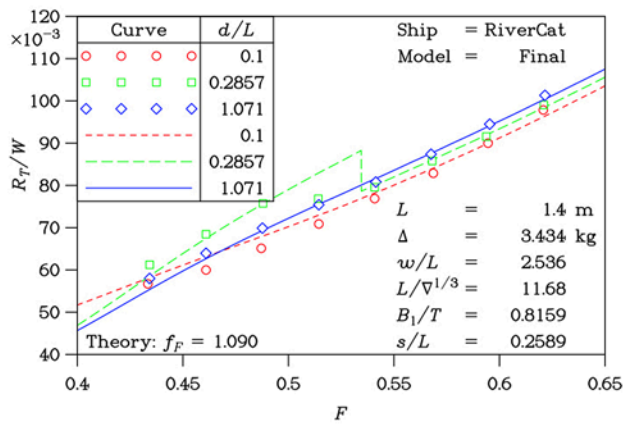 120
×10⁻³
110
100
90
80
70
60
50
40
R_T/W
Curve d/L
0.1
0.2857
1.071
0.1
0.2857
1.071
Ship = RiverCat
Model = Final
L = 1.4 m
Δ = 3.434 kg
w/L = 2.536
L/∇^{1/3} = 11.68
B₁/T = 0.8159
s/L = 0.2589
Theory: f_F = 1.090
0.4 0.45 0.5 0.55 0.6 0.65
F